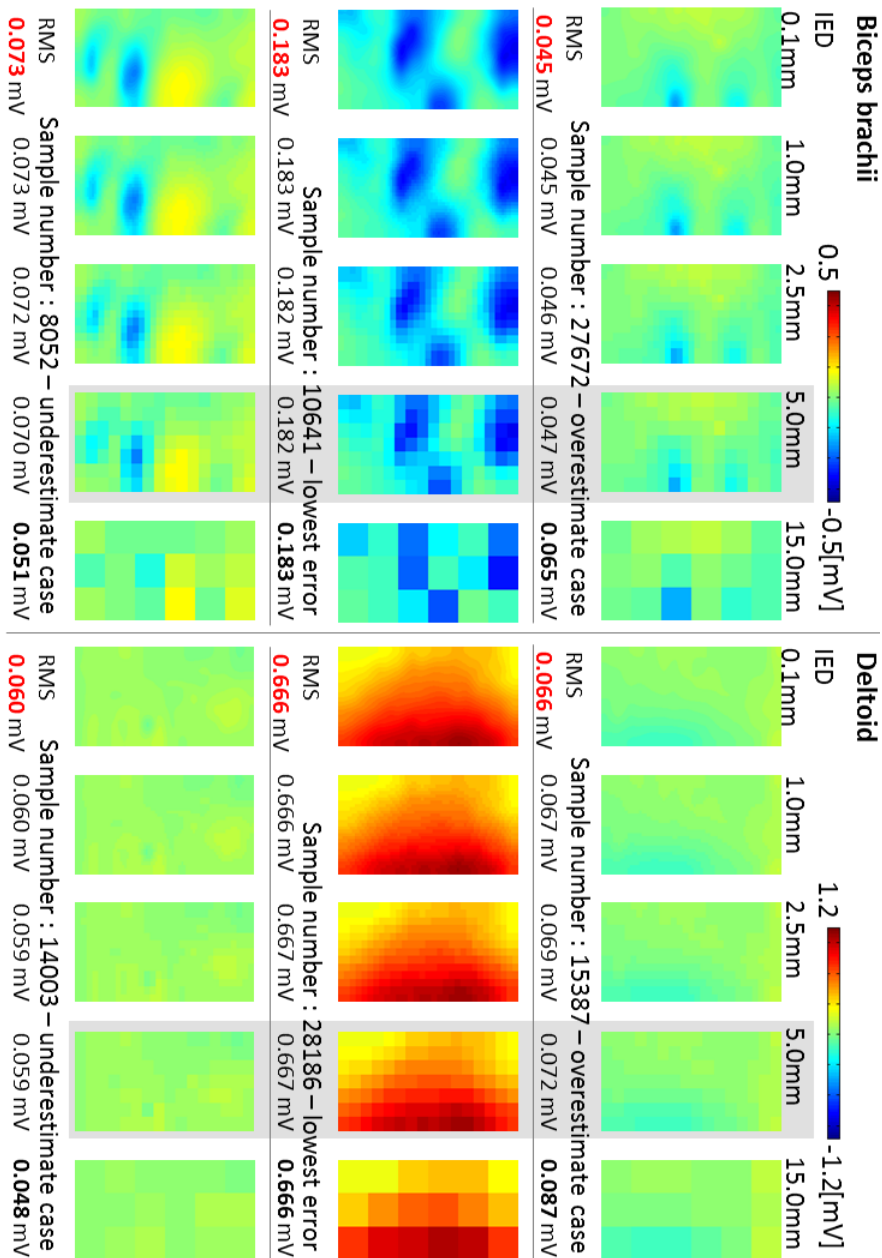 Biceps brachii
0.5 -0.5[mV]
IED 0.1mm 1.0mm 2.5mm 5.0mm 15.0mm
Sample number : 27672 – overestimate case
RMS 0.045 mV 0.045 mV 0.046 mV 0.047 mV 0.065 mV
Sample number : 10641 – lowest error
RMS 0.183 mV 0.183 mV 0.182 mV 0.182 mV 0.183 mV
Sample number : 8052 – underestimate case
RMS 0.073 mV 0.073 mV 0.072 mV 0.070 mV 0.051 mV
Deltoid
1.2 -1.2[mV]
IED 0.1mm 1.0mm 2.5mm 5.0mm 15.0mm
Sample number : 15387 – overestimate case
RMS 0.066 mV 0.067 mV 0.069 mV 0.072 mV 0.087 mV
Sample number : 28186 – lowest error
RMS 0.666 mV 0.666 mV 0.667 mV 0.667 mV 0.666 mV
Sample number : 14003 – underestimate case
RMS 0.060 mV 0.060 mV 0.059 mV 0.059 mV 0.048 mV